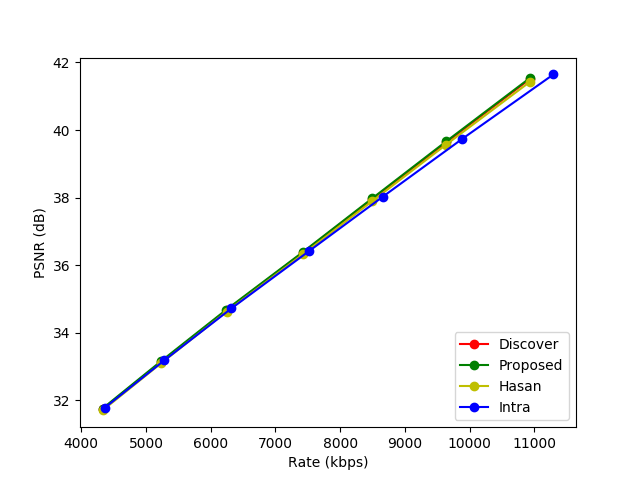 42
40
38
36
34
32
PSNR (dB)
4000 5000 6000 7000 8000 9000 10000 11000
Rate (kbps)
Discover
Proposed
Hasan
Intra